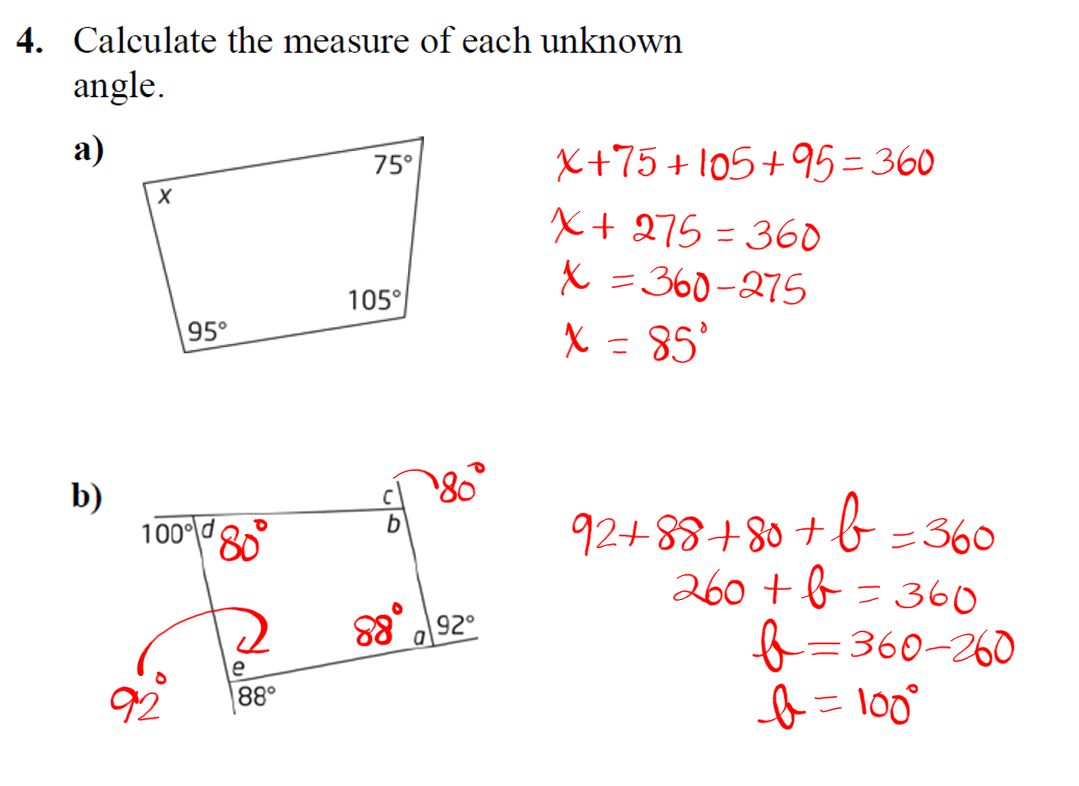 4. Calculate the measure of each unknown
angle.
a)
75°
x
105°
95°
x+75+105+95=360
x+ 275 = 360
x = 360-275
x = 85°
b)
c 80°
100° d 80°
b
88° a 92°
e
92°
88°
92+88+80+b=360
260+b=360
b=360-260
b=100°